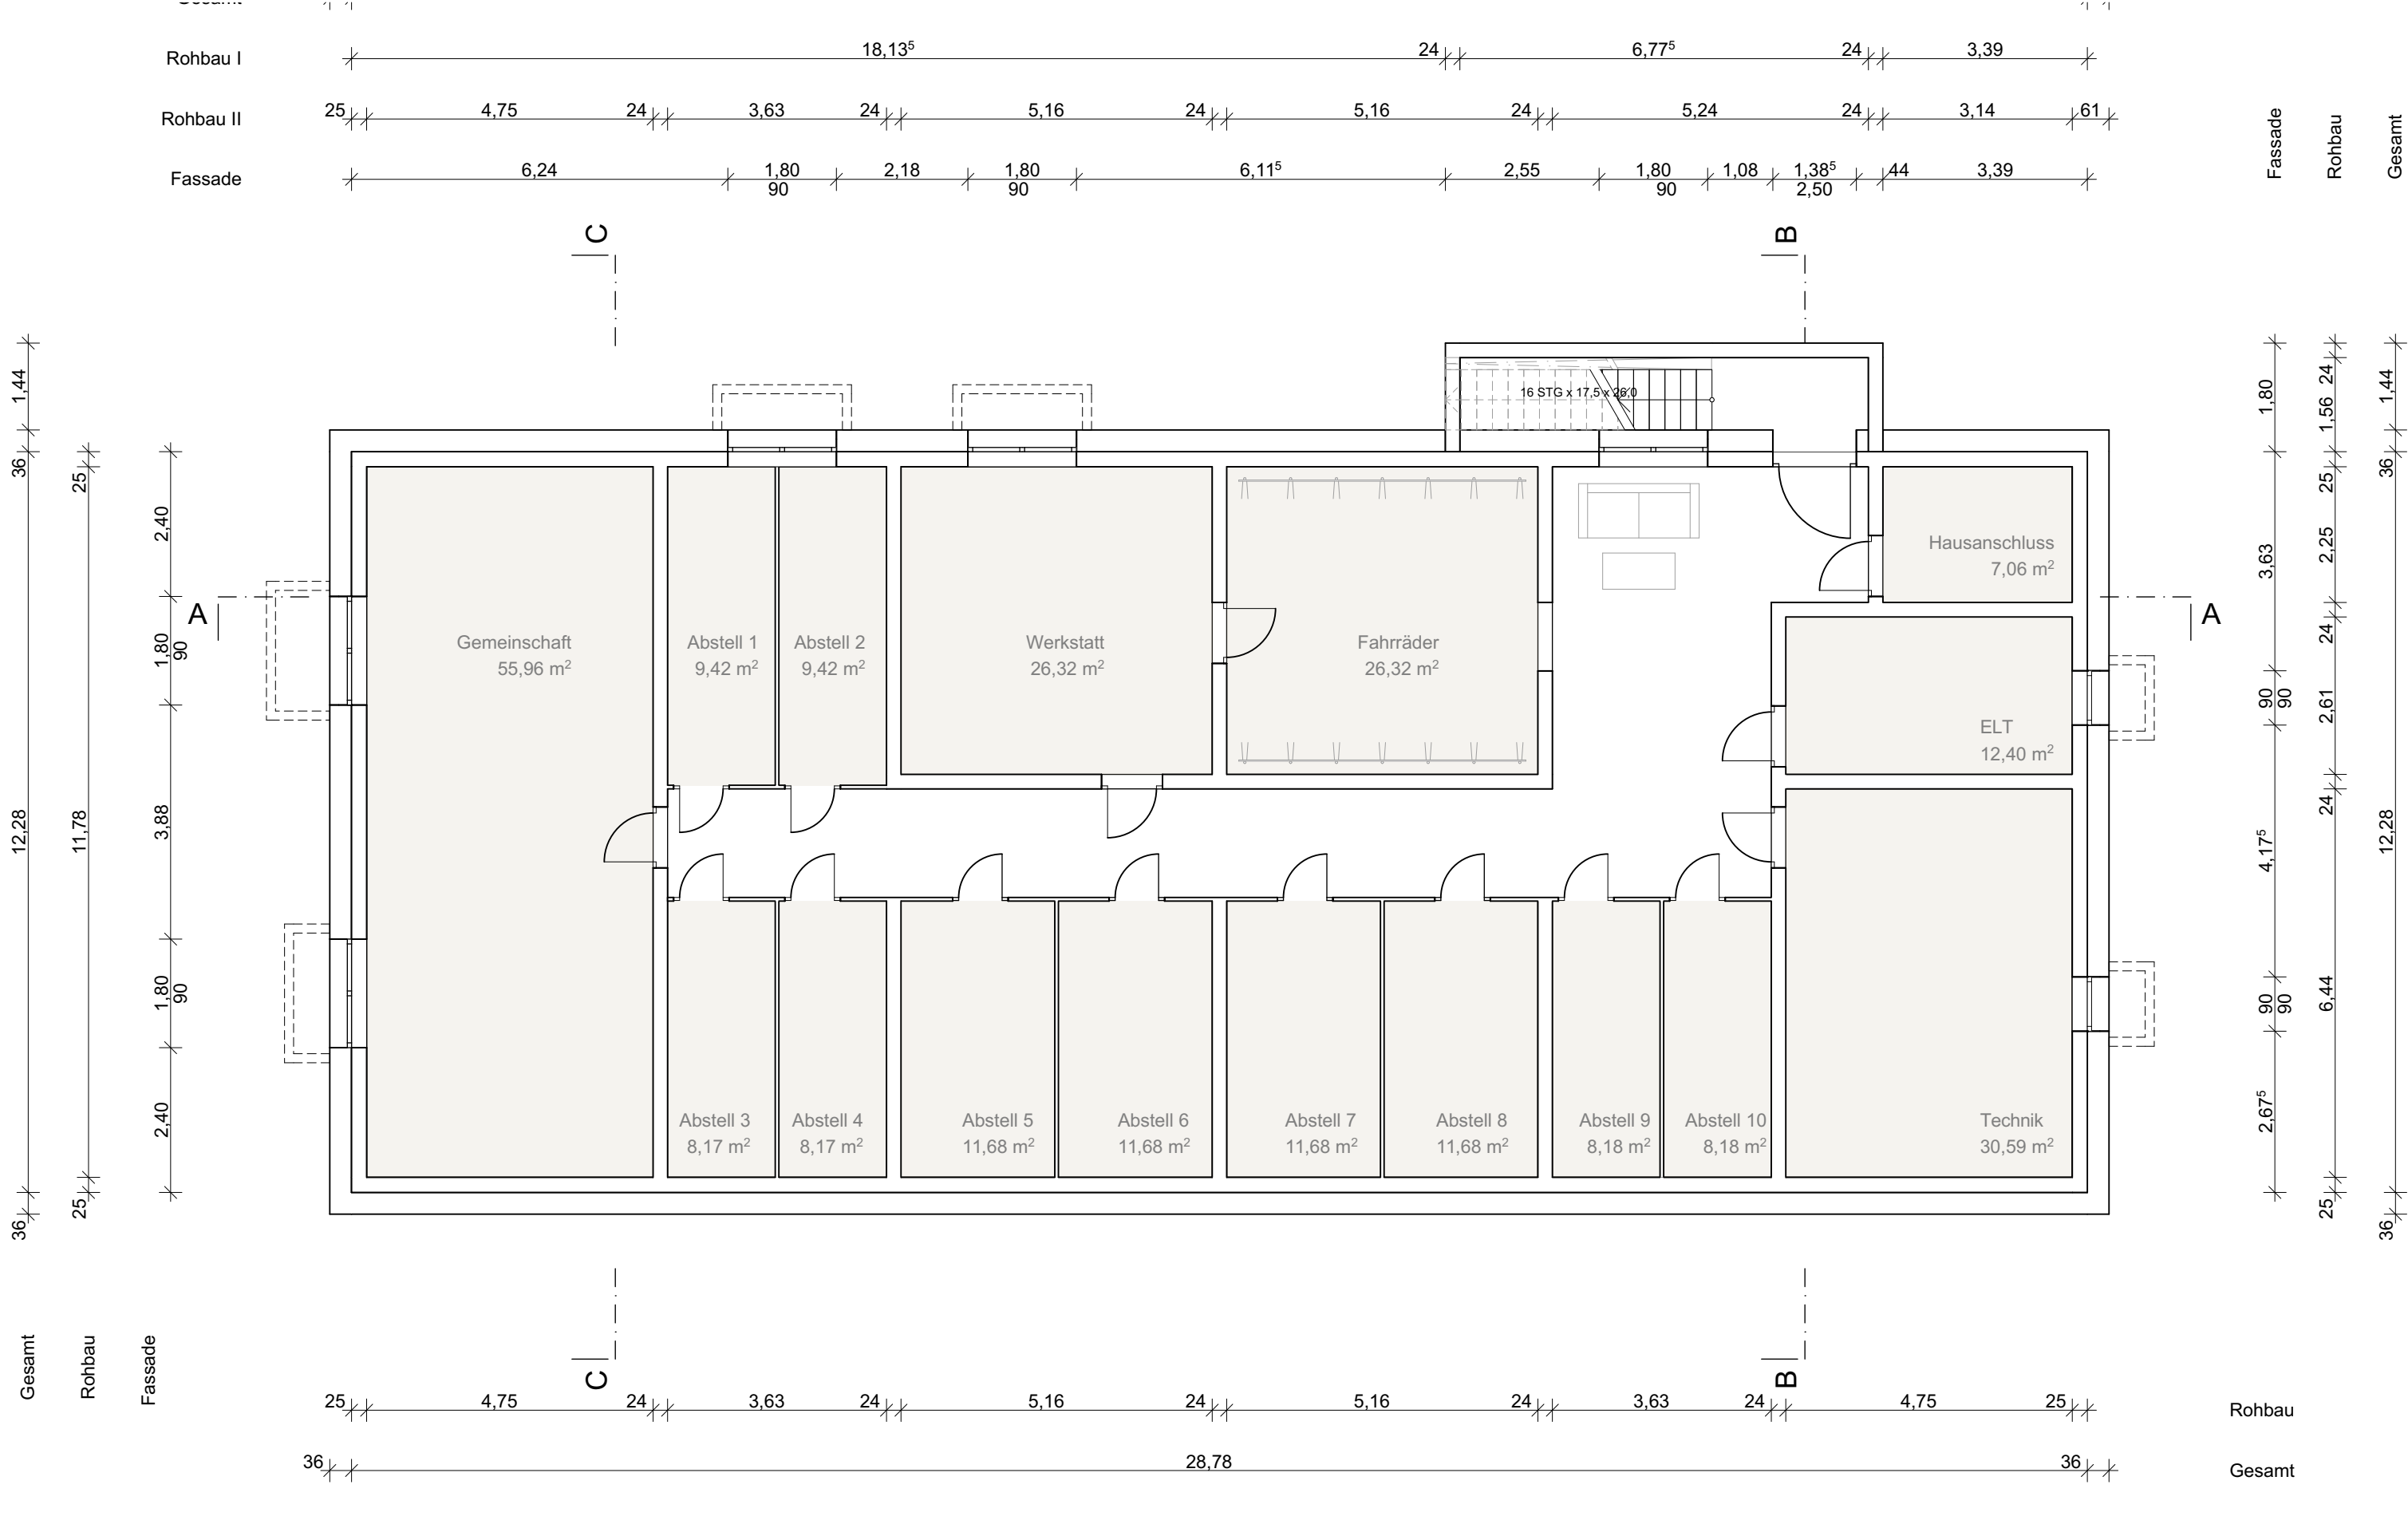 Rohbau I 18,13⁵ 24 6,77⁵ 24 3,39
Rohbau II 25 4,75 24 3,63 24 5,16 24 5,16 24 5,24 24 3,14 61
Fassade 6,24 1,80 2,18 1,80 6,11⁵ 2,55 1,80 1,08 1,38⁵ 44 3,39
90 90 90 2,50
Fassade Rohbau Gesamt
C B
1,44 36 12,28 36
25 11,78 25
2,40 1,80 90 3,88 1,80 90 2,40
16 STG x 17,5 x 26,0
A A
Gemeinschaft
55,96 m²
Abstell 1
9,42 m²
Abstell 2
9,42 m²
Werkstatt
26,32 m²
Fahrräder
26,32 m²
Hausanschluss
7,06 m²
ELT
12,40 m²
Abstell 3
8,17 m²
Abstell 4
8,17 m²
Abstell 5
11,68 m²
Abstell 6
11,68 m²
Abstell 7
11,68 m²
Abstell 8
11,68 m²
Abstell 9
8,18 m²
Abstell 10
8,18 m²
Technik
30,59 m²
1,80 3,63 90 90 4,17⁵ 90 90 2,67⁵
24 1,56 25 2,25 24 2,61 24 6,44 25
1,44 36 12,28 36
Gesamt Rohbau Fassade
C B
25 4,75 24 3,63 24 5,16 24 5,16 24 3,63 24 4,75 25 Rohbau
36 28,78 36 Gesamt